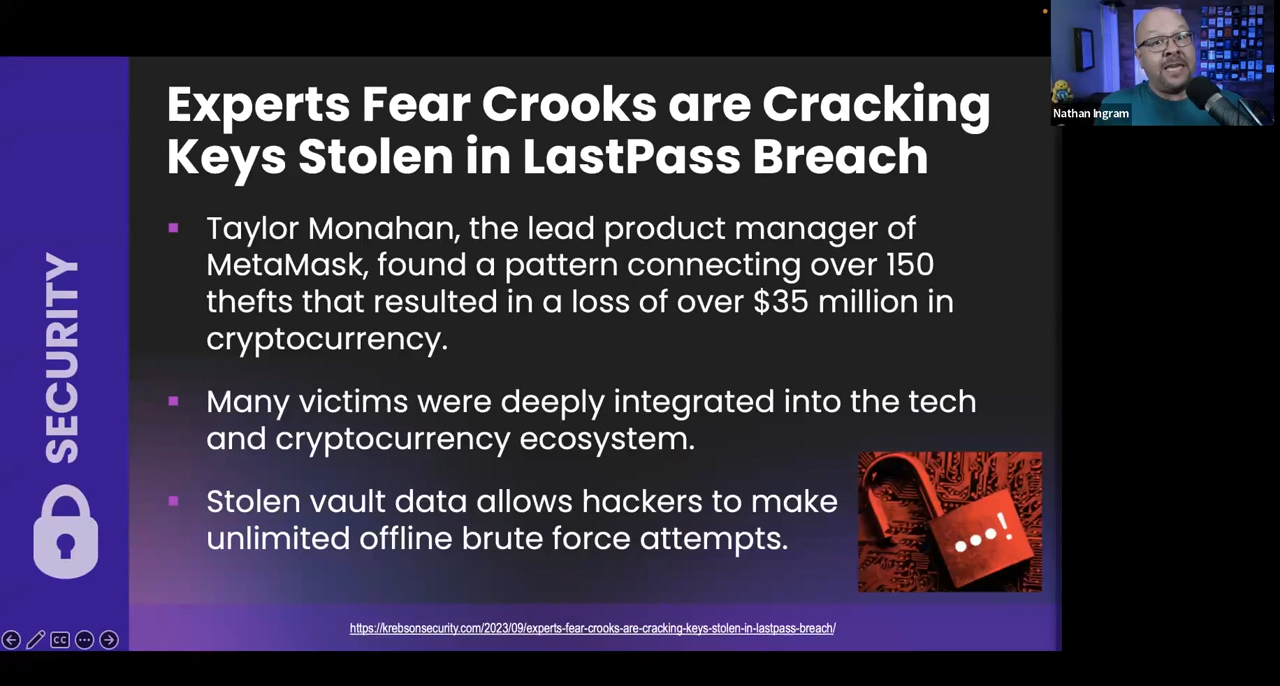 Experts Fear Crooks are Cracking
Keys Stolen in LastPass Breach
Taylor Monahan, the lead product manager of
MetaMask, found a pattern connecting over 150
thefts that resulted in a loss of over $35 million in
cryptocurrency.
Many victims were deeply integrated into the tech
and cryptocurrency ecosystem.
Stolen vault data allows hackers to make
unlimited offline brute force attempts.
SECURITY
...!
https://krebsonsecurity.com/2023/09/experts-fear-crooks-are-cracking-keys-stolen-in-lastpass-breach/
CC
Nathan Ingram